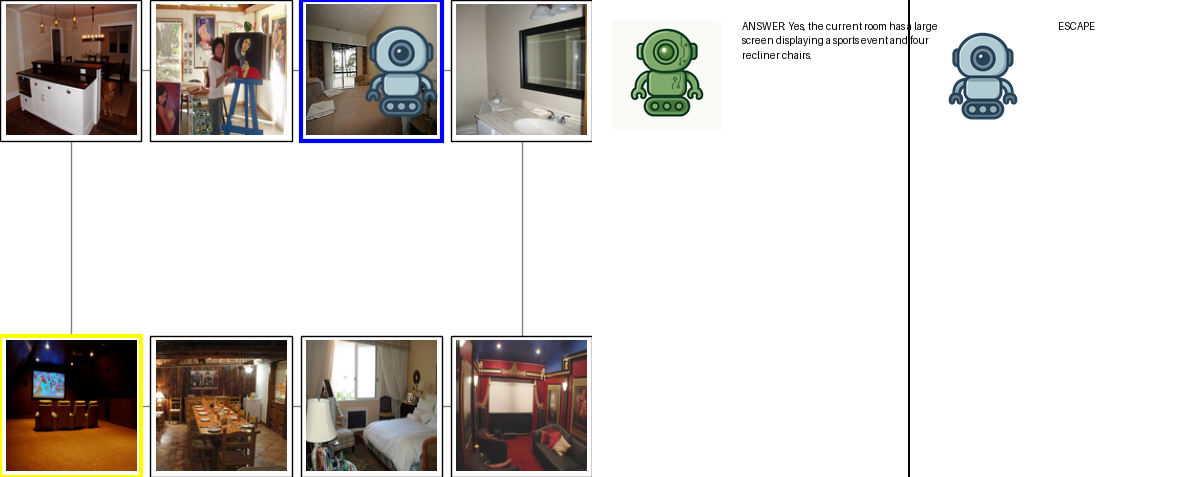 ANSWER: Yes, the current room has a large
screen displaying a sports event and four
recliner chairs.
ESCAPE